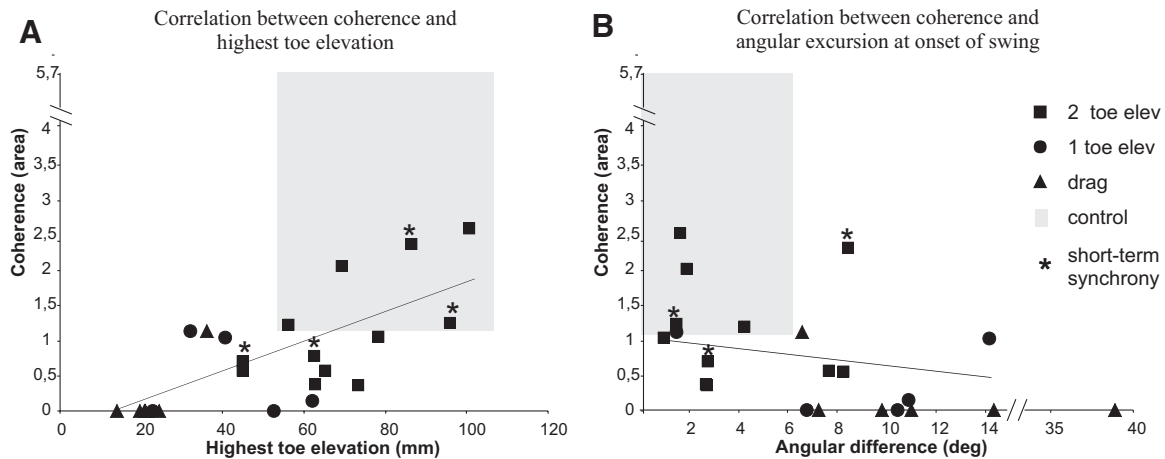 A
Correlation between coherence and
highest toe elevation
5,7
4
3,5
3
2,5
2
1,5
1
0,5
0
Coherence (area)
*
*
*
*
0 20 40 60 80 100 120
Highest toe elevation (mm)
B
Correlation between coherence and
angular excursion at onset of swing
5,7
4
3,5
3
2,5
2
1,5
1
0,5
0
Coherence (area)
*
*
*
2 4 6 8 10 12 14 35 40
Angular difference (deg)
2 toe elev
1 toe elev
drag
control
* short-term
synchrony